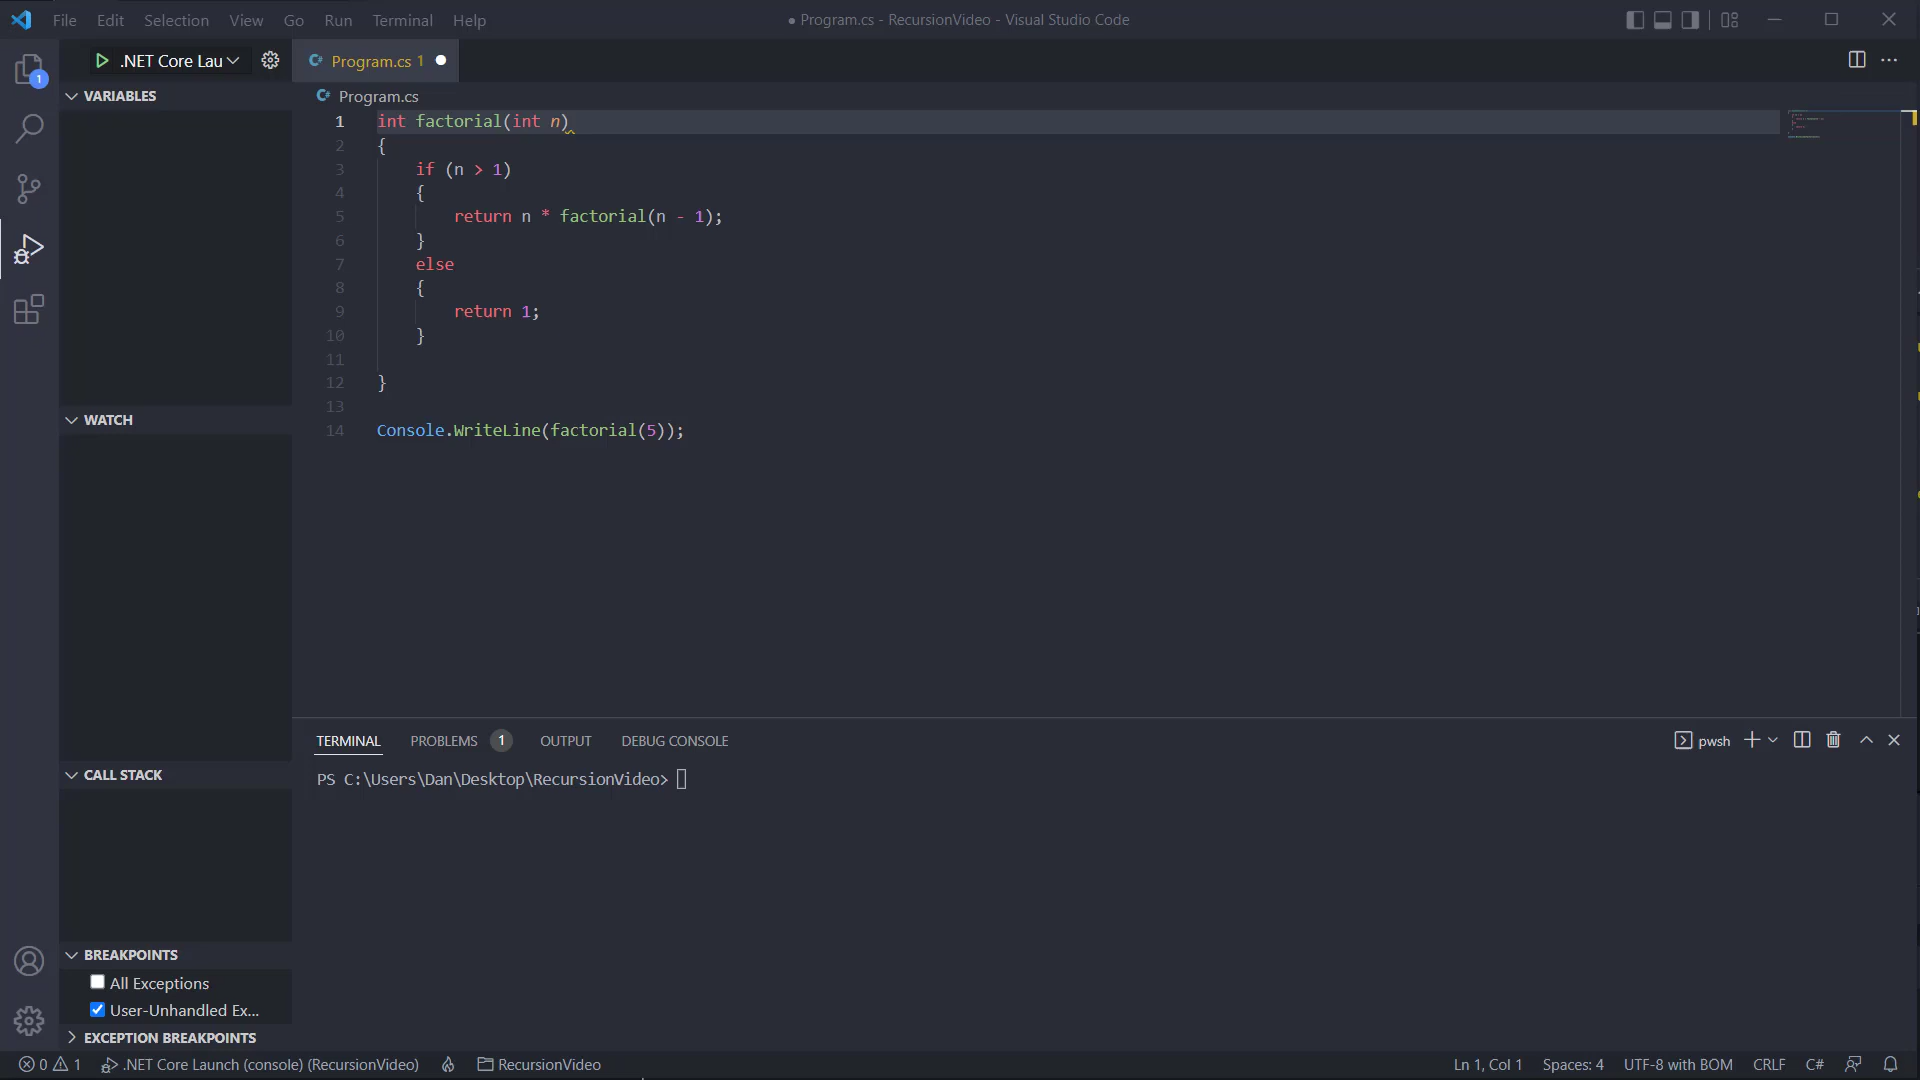 File Edit Selection View Go Run Terminal Help
● Program.cs - RecursionVideo - Visual Studio Code
.NET Core Lau
Program.cs 1
1
VARIABLES
Program.cs
1 int factorial(int n)
2 {
3 if (n > 1)
4 {
5 return n * factorial(n - 1);
6 }
7 else
8 {
9 return 1;
10 }
11
12 }
13
14 Console.WriteLine(factorial(5));
WATCH
CALL STACK
BREAKPOINTS
All Exceptions
User-Unhandled Ex...
EXCEPTION BREAKPOINTS
TERMINAL PROBLEMS 1 OUTPUT DEBUG CONSOLE
pwsh
PS C:\Users\Dan\Desktop\RecursionVideo>
0 1 .NET Core Launch (console) (RecursionVideo) RecursionVideo
Ln 1, Col 1 Spaces: 4 UTF-8 with BOM CRLF C#